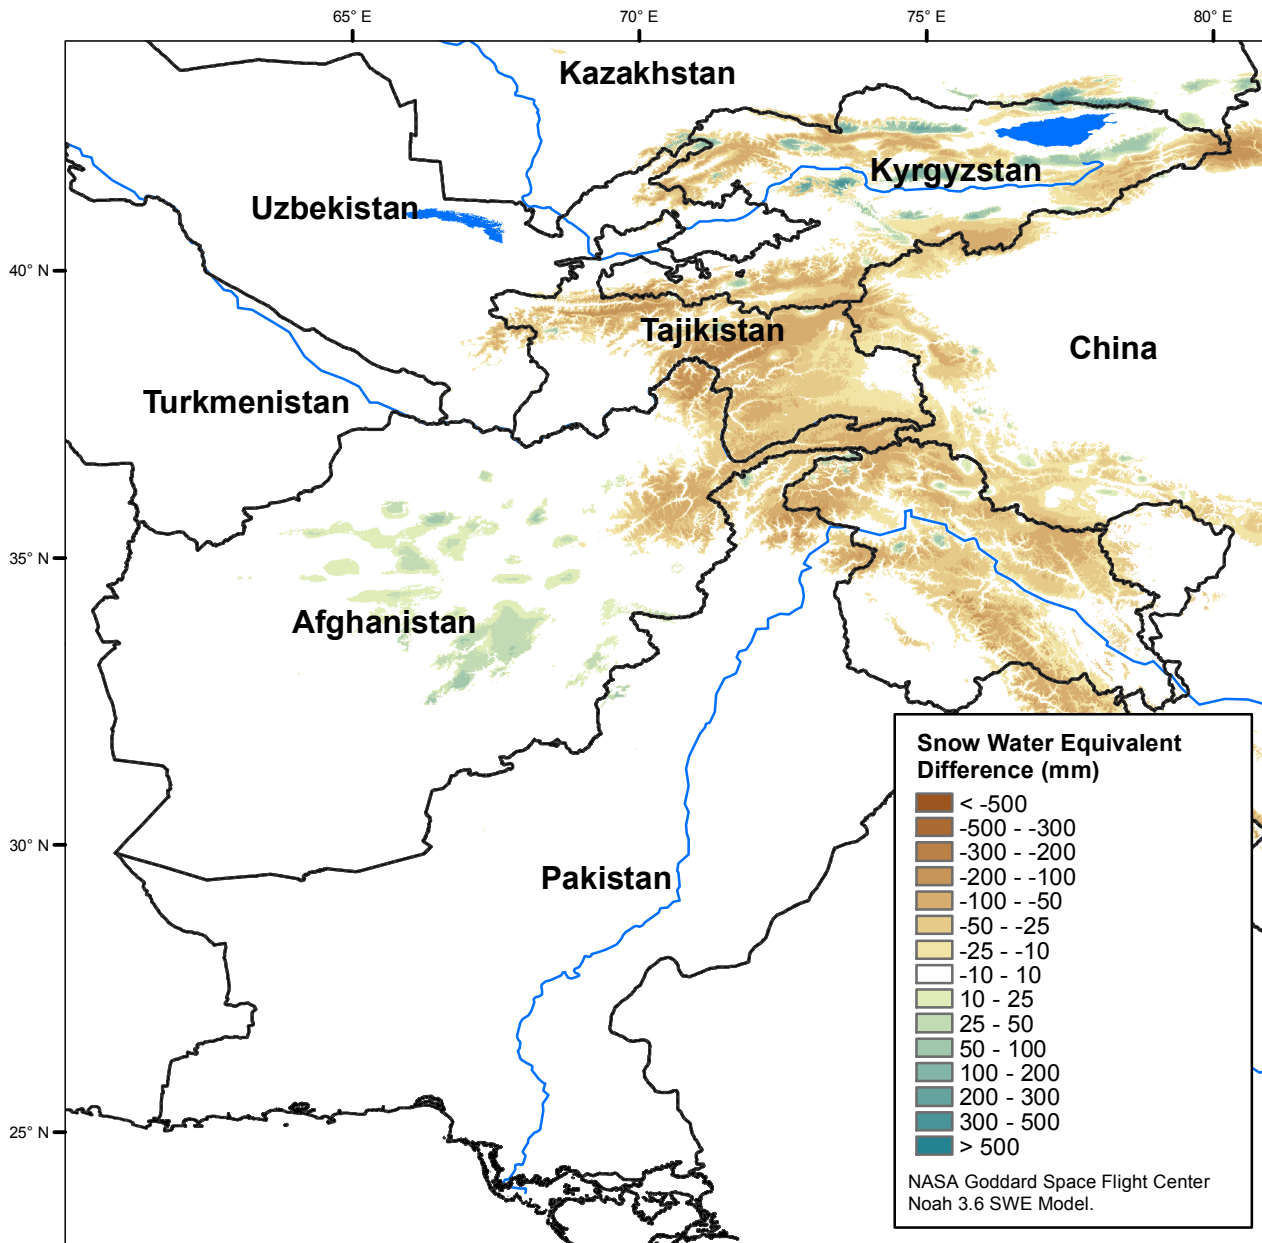 65° E
70° E
75° E
80° E
Kazakhstan
Kyrgyzstan
Uzbekistan
40° N
Tajikistan
China
Turkmenistan
35° N
Afghanistan
30° N
Pakistan
25° N
Snow Water Equivalent
Difference (mm)
< -500
-500 - -300
-300 - -200
-200 - -100
-100 - -50
-50 - -25
-25 - -10
-10 - 10
10 - 25
25 - 50
50 - 100
100 - 200
200 - 300
300 - 500
> 500
NASA Goddard Space Flight Center
Noah 3.6 SWE Model.